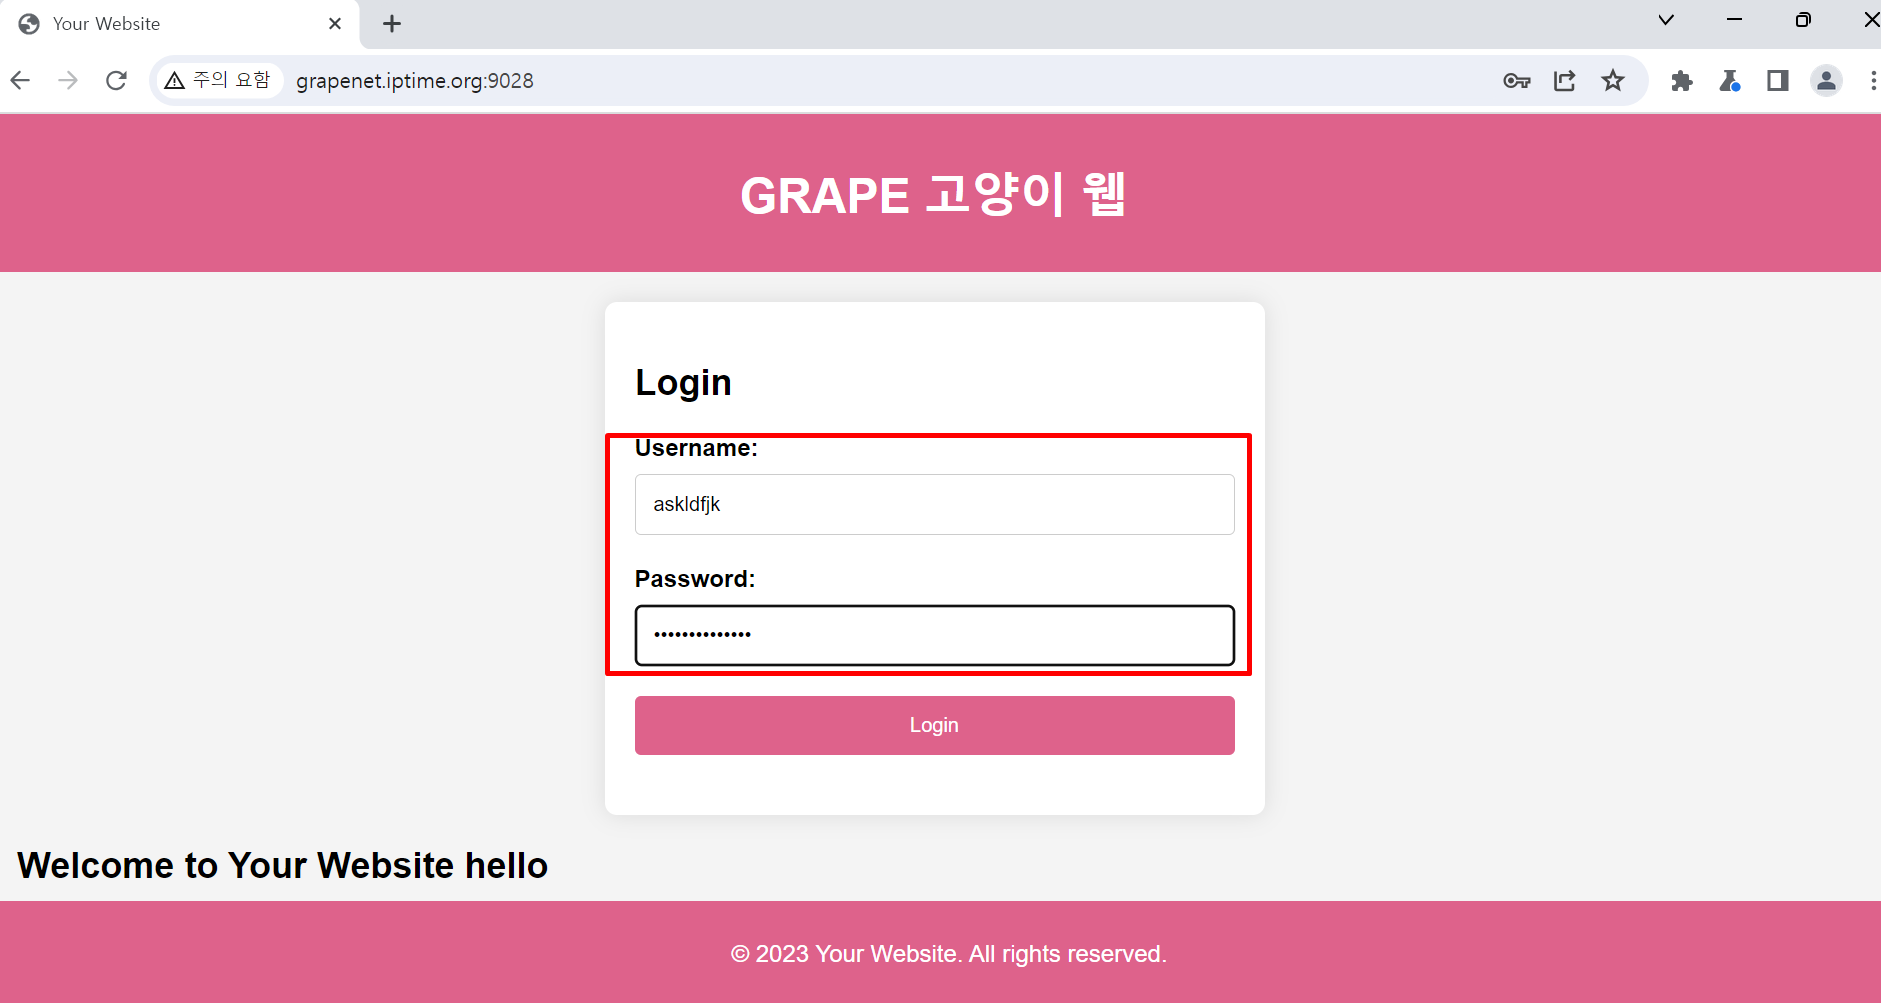 Your Website
주의 요함 grapenet.iptime.org:9028
GRAPE 고양이 웹
Login
Username:
askldfjk
Password:
••••••••••••••
Login
Welcome to Your Website hello
© 2023 Your Website. All rights reserved.